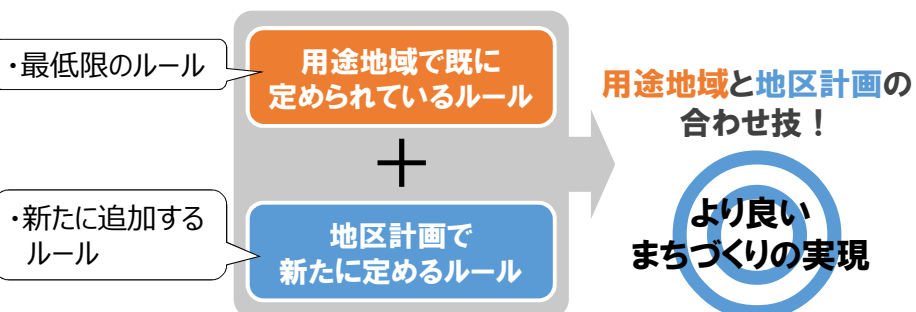 ・最低限のルール
用途地域で既に
定められているルール
＋
・新たに追加する
ルール
地区計画で
新たに定めるルール
用途地域と地区計画の
合わせ技！
より良い
まちづくりの実現